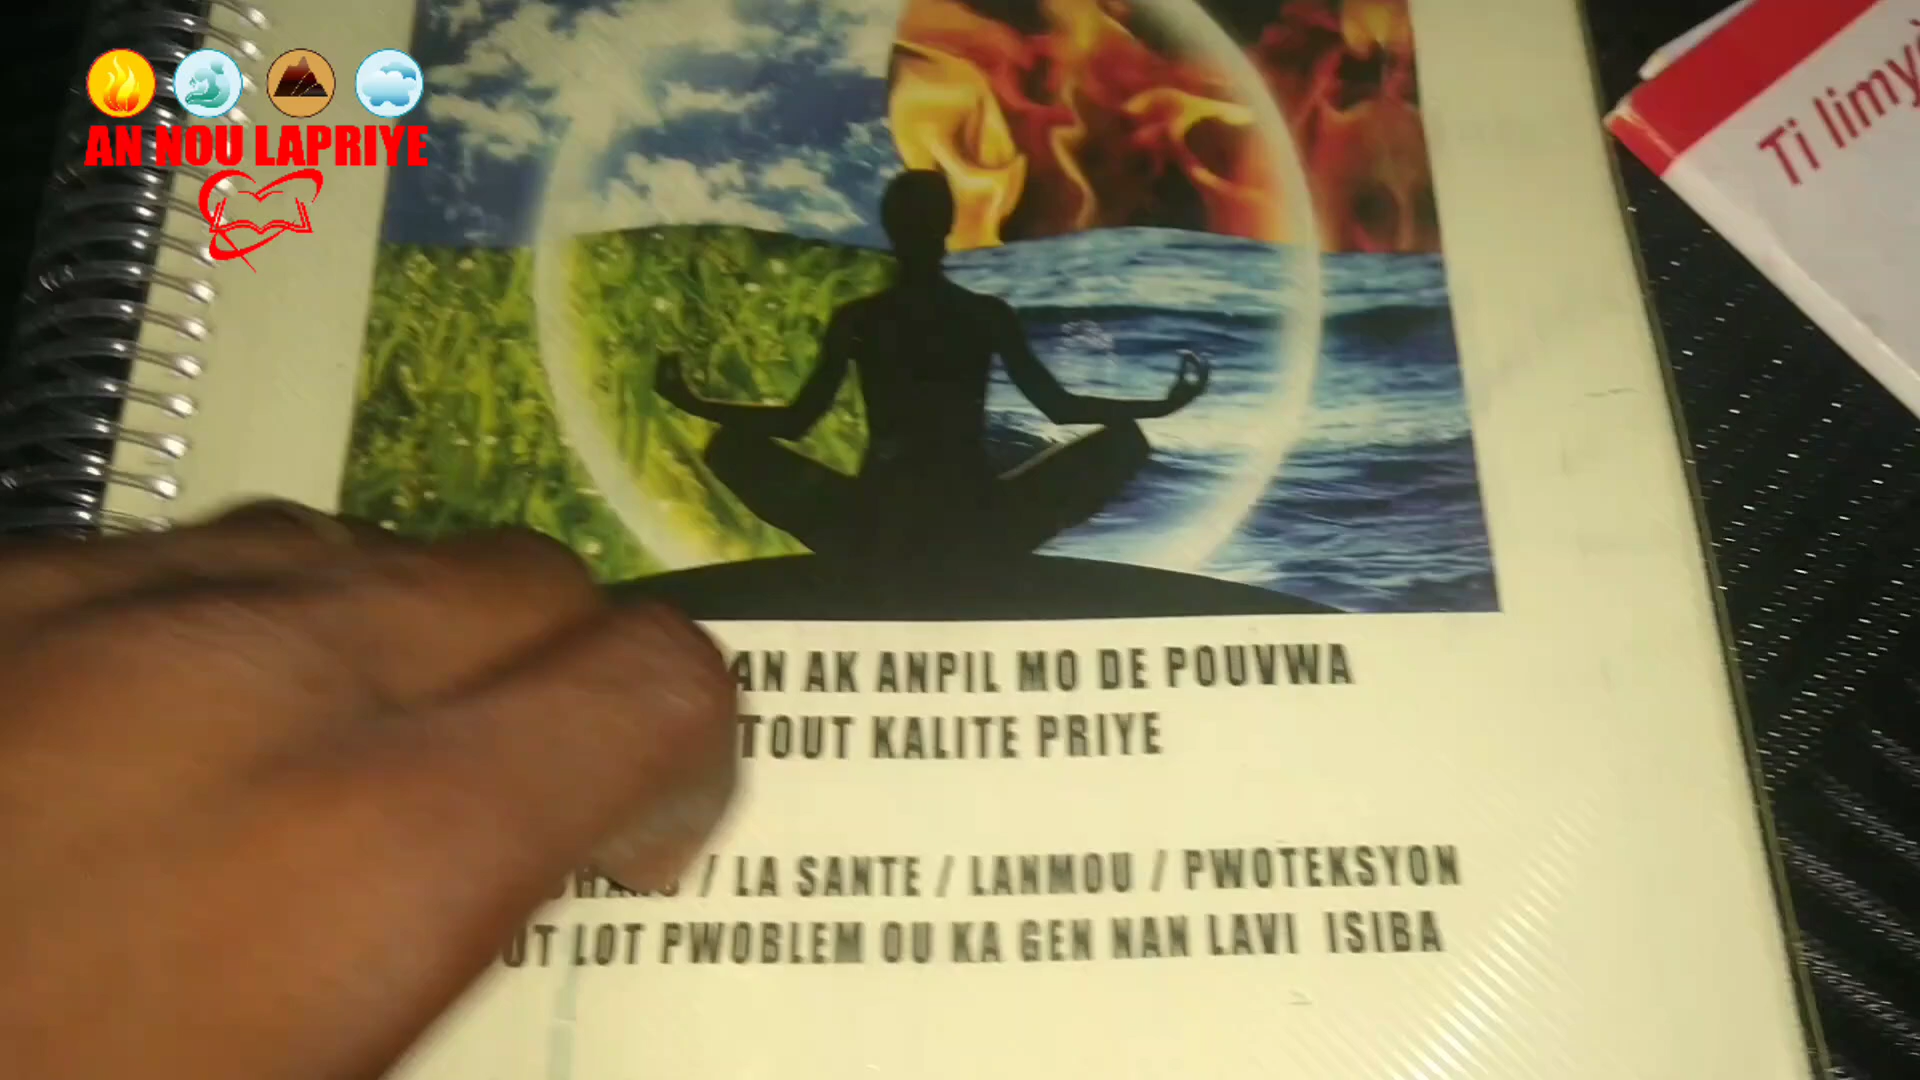 AN NOU LAPRIYE
Ti limy
AN AK ANPIL MO DE POUVWA
TOUT KALITE PRIYE
/ LA SANTE / LANMOU / PWOTEKSYON
LOT PWOBLEM OU KA GEN NAN LAVI ISIBA